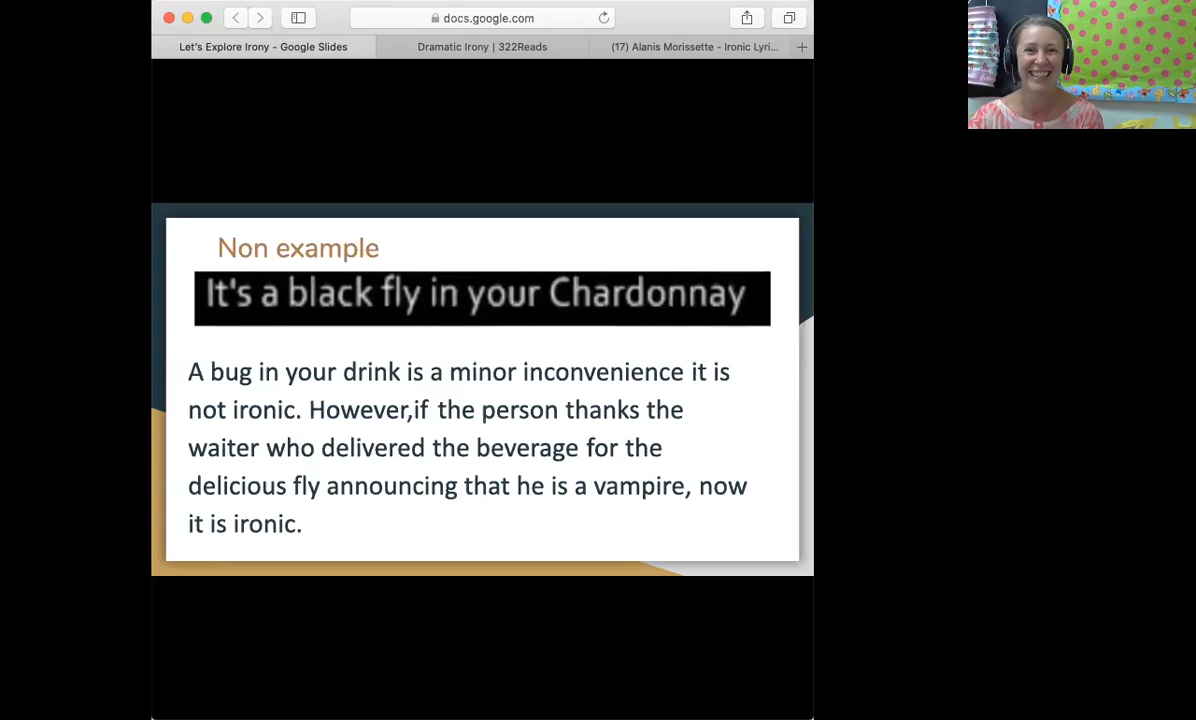 docs.google.com
Let's Explore Irony - Google Slides
Dramatic Irony | 322Reads
(17) Alanis Morissette - Ironic Lyri...
Non example
It's a black fly in your Chardonnay
A bug in your drink is a minor inconvenience it is
not ironic. However,if the person thanks the
waiter who delivered the beverage for the
delicious fly announcing that he is a vampire, now
it is ironic.